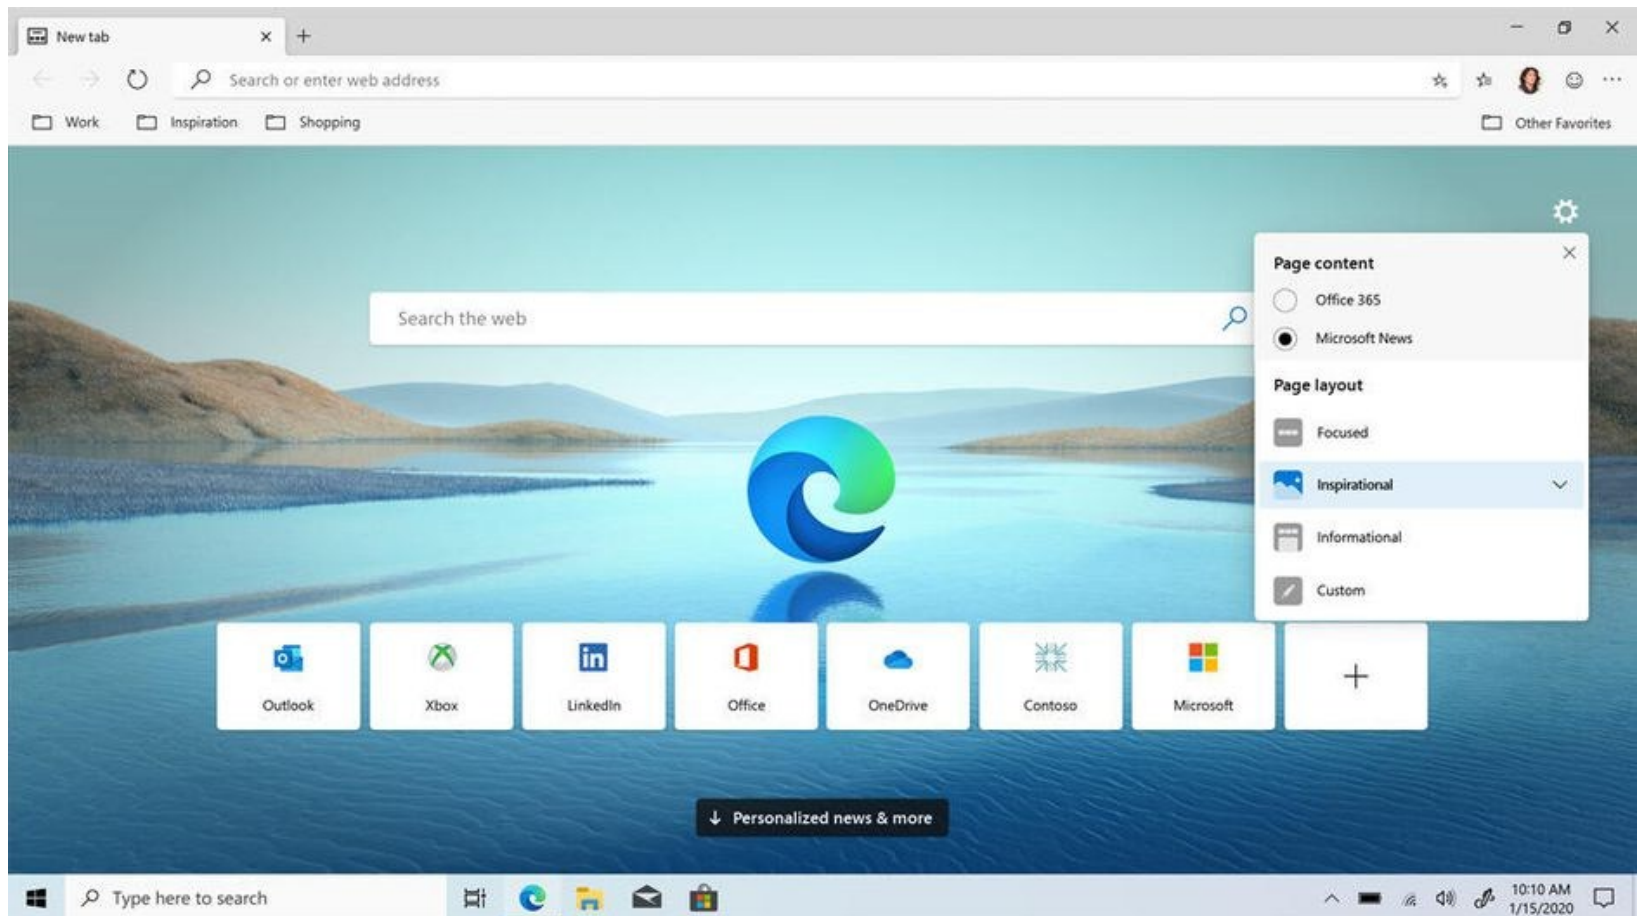 New tab
Search or enter web address
Work Inspiration Shopping Other Favorites
Page content
Office 365
Search the web
Microsoft News
Page layout
Focused
Inspirational
Informational
Custom
in
Outlook Xbox LinkedIn Office OneDrive Contoso Microsoft
Personalized news & more
Type here to search
10:10 AM
1/15/2020